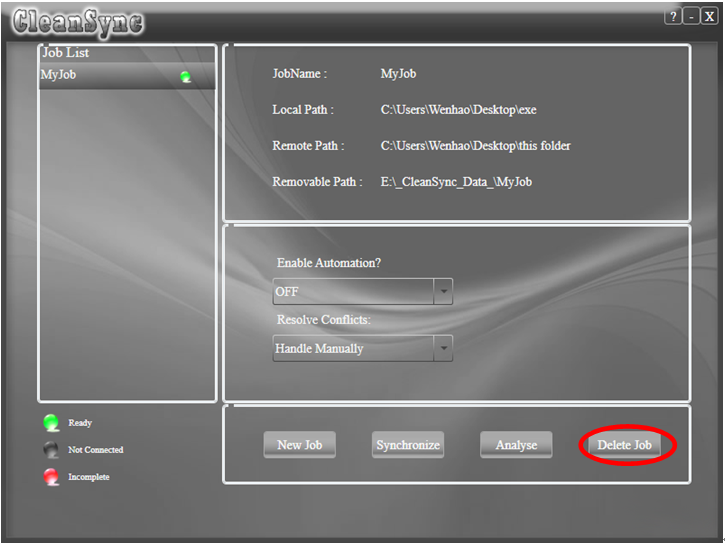 CleanSync
? - X
Job List
MyJob
JobName : MyJob
Local Path : C:\Users\Wenhao\Desktop\exe
Remote Path : C:\Users\Wenhao\Desktop\this folder
Removable Path : E:\_CleanSync_Data_\MyJob
Enable Automation?
OFF
Resolve Conflicts:
Handle Manually
Ready
Not Connected
Incomplete
New Job Synchronize Analyse Delete Job